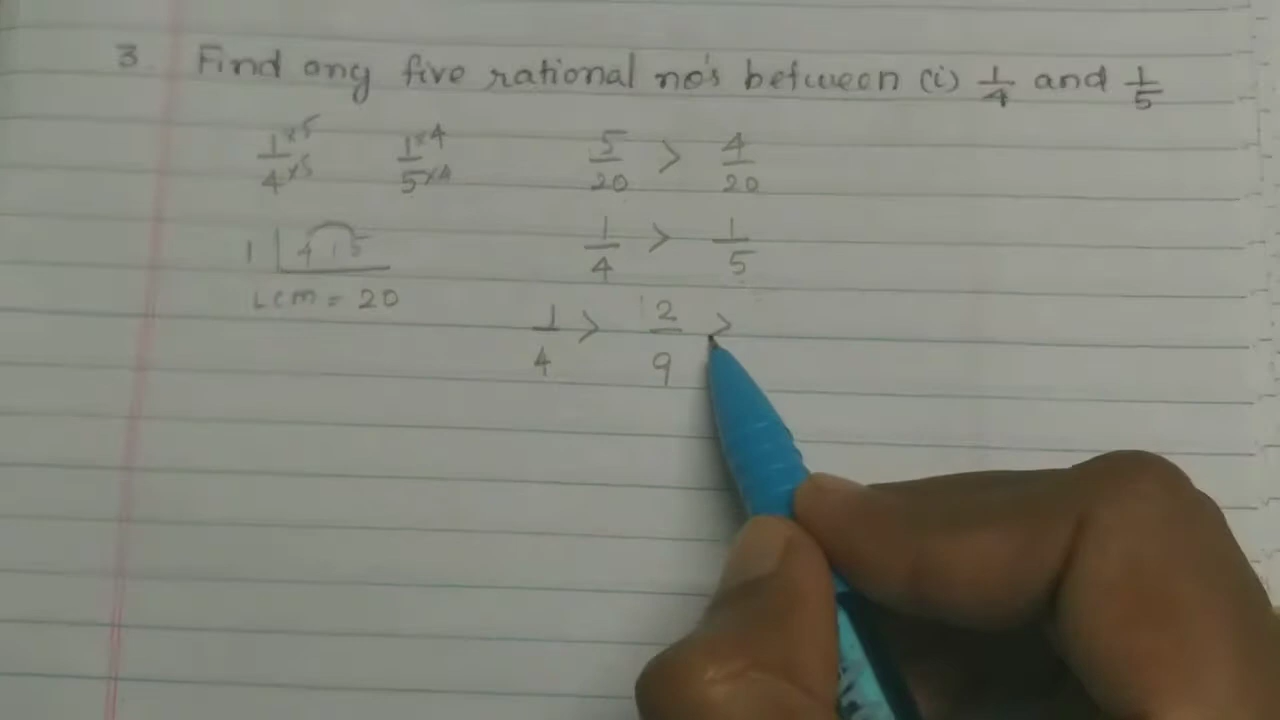 3. Find any five rational no's between (i) 1/4 and 1/5
1×5/4×5 1×4/5×4 5/20 > 4/20
1 | 4, 5 1/4 > 1/5
LCM = 20
1/4 > 2/9 >